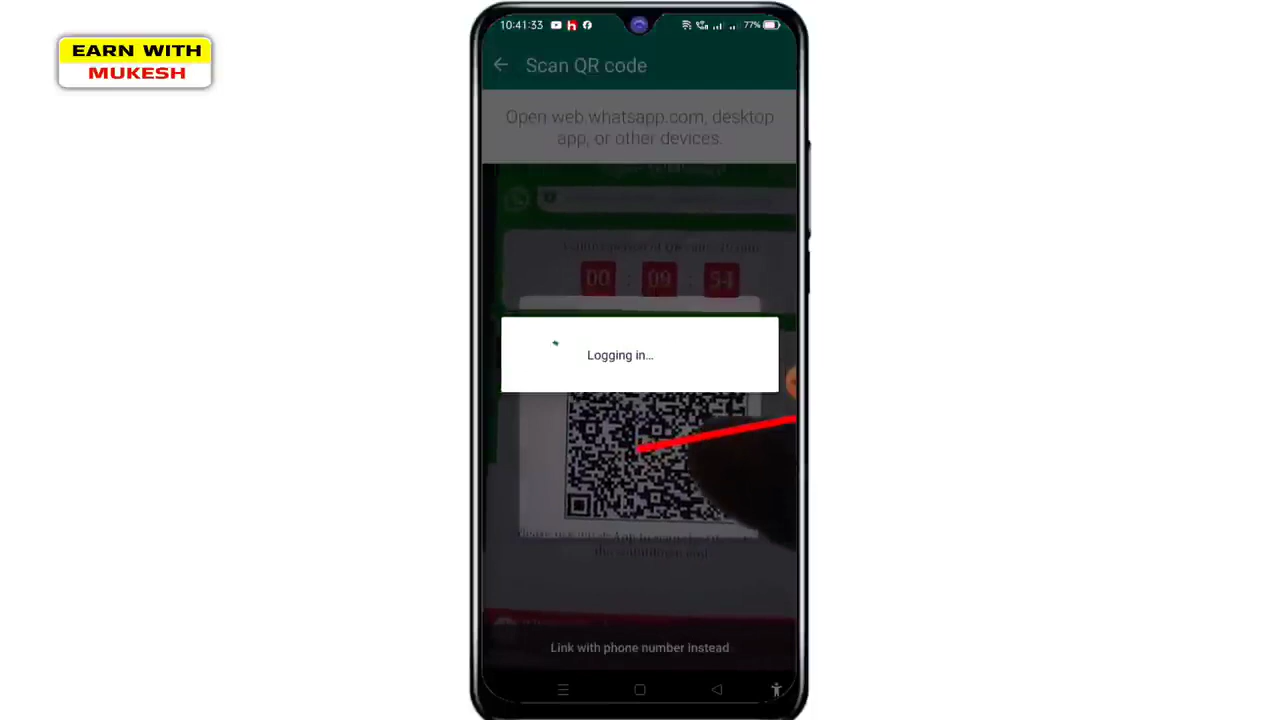 EARN WITH
MUKESH
10:41:33
77%
Scan QR code
Open web.whatsapp.com, desktop
app, or other devices.
00 : 09 : 54
Logging in...
Link with phone number instead